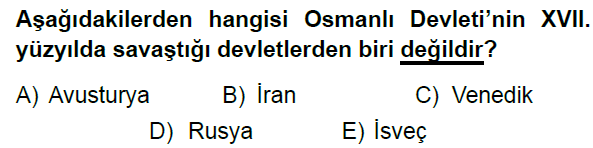 Aşağıdakilerden hangisi Osmanlı Devleti’nin XVII.
yüzyılda savaştığı devletlerden biri değildir?
A) Avusturya B) İran C) Venedik
D) Rusya E) İsveç